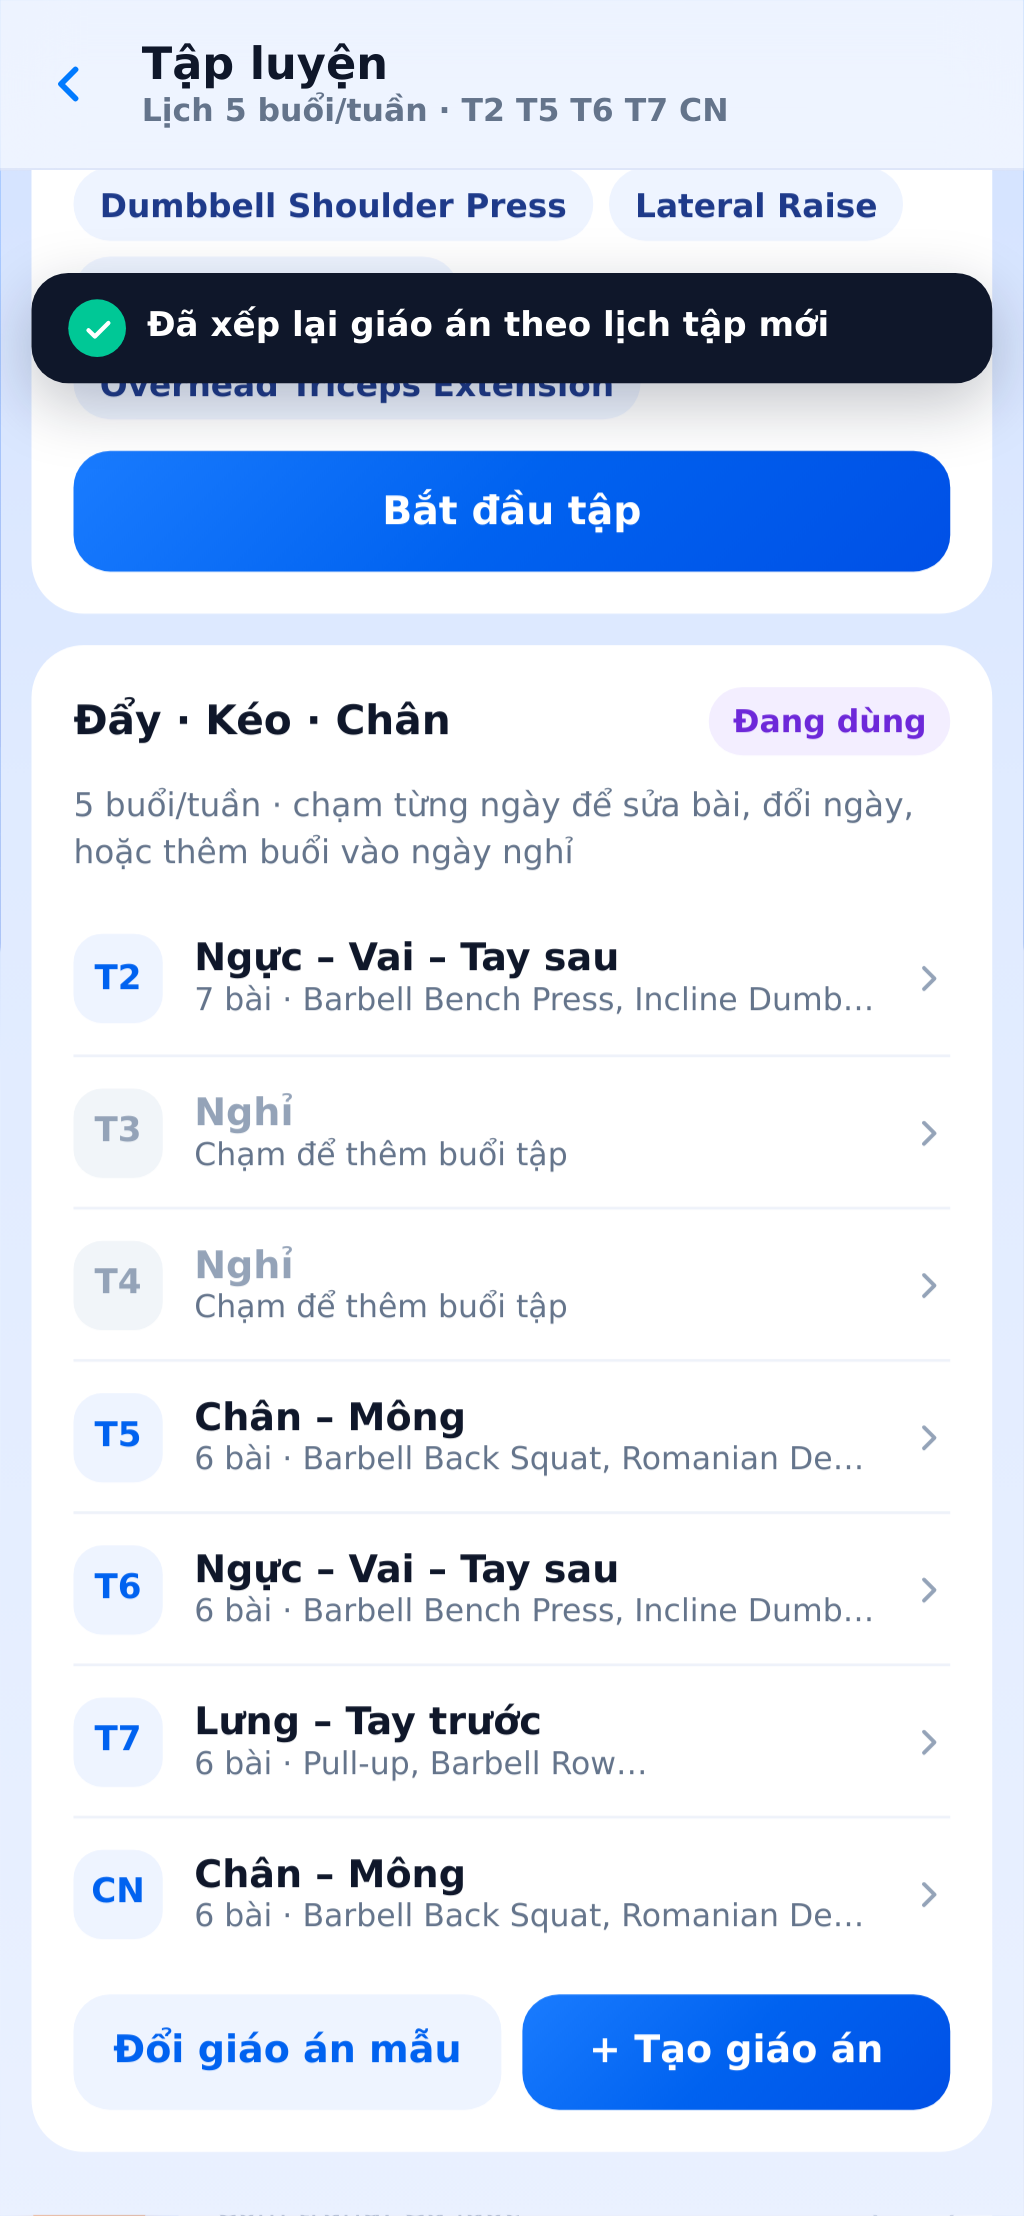 Tập luyện
Lịch 5 buổi/tuần · T2 T5 T6 T7 CN
Dumbbell Shoulder Press
Lateral Raise
Đã xếp lại giáo án theo lịch tập mới
Overhead Triceps Extension
Bắt đầu tập
Đẩy · Kéo · Chân
Đang dùng
5 buổi/tuần · chạm từng ngày để sửa bài, đổi ngày,
hoặc thêm buổi vào ngày nghỉ
T2
Ngực – Vai – Tay sau
7 bài · Barbell Bench Press, Incline Dumb...
T3
Nghỉ
Chạm để thêm buổi tập
T4
Nghỉ
Chạm để thêm buổi tập
T5
Chân – Mông
6 bài · Barbell Back Squat, Romanian De...
T6
Ngực – Vai – Tay sau
6 bài · Barbell Bench Press, Incline Dumb...
T7
Lưng – Tay trước
6 bài · Pull-up, Barbell Row...
CN
Chân – Mông
6 bài · Barbell Back Squat, Romanian De...
Đổi giáo án mẫu
+ Tạo giáo án